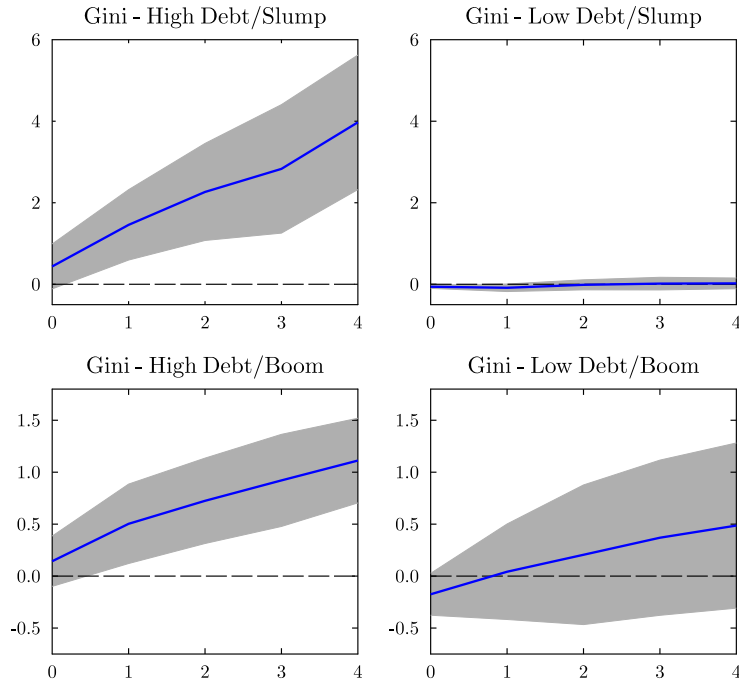 Gini - High Debt/Slump
6
4
2
0
0 1 2 3 4
Gini - Low Debt/Slump
6
4
2
0
0 1 2 3 4
Gini - High Debt/Boom
1.5
1.0
0.5
0.0
-0.5
0 1 2 3 4
Gini - Low Debt/Boom
1.5
1.0
0.5
0.0
-0.5
0 1 2 3 4